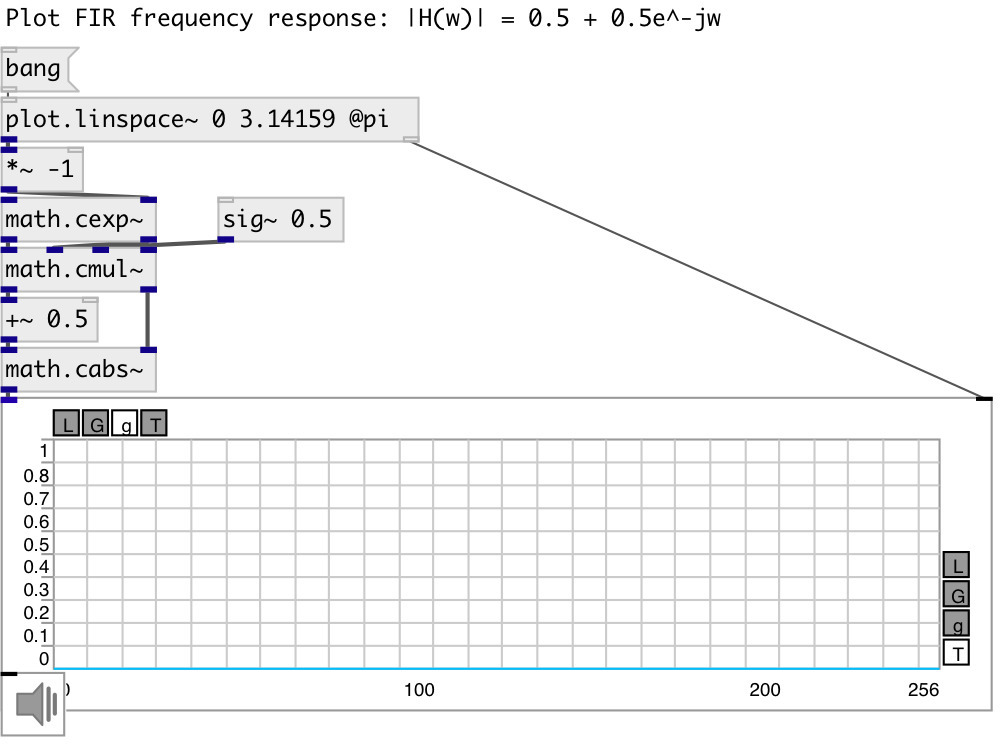 Plot FIR frequency response: |H(w)| = 0.5 + 0.5e^-jw
bang
plot.linspace~ 0 3.14159 @pi
*~ -1
math.cexp~
sig~ 0.5
math.cmul~
+~ 0.5
math.cabs~
L G g T
1
0.8
0.7
0.6
0.5
0.4
0.3
0.2
0.1
0
L
G
g
T
0 100 200 256